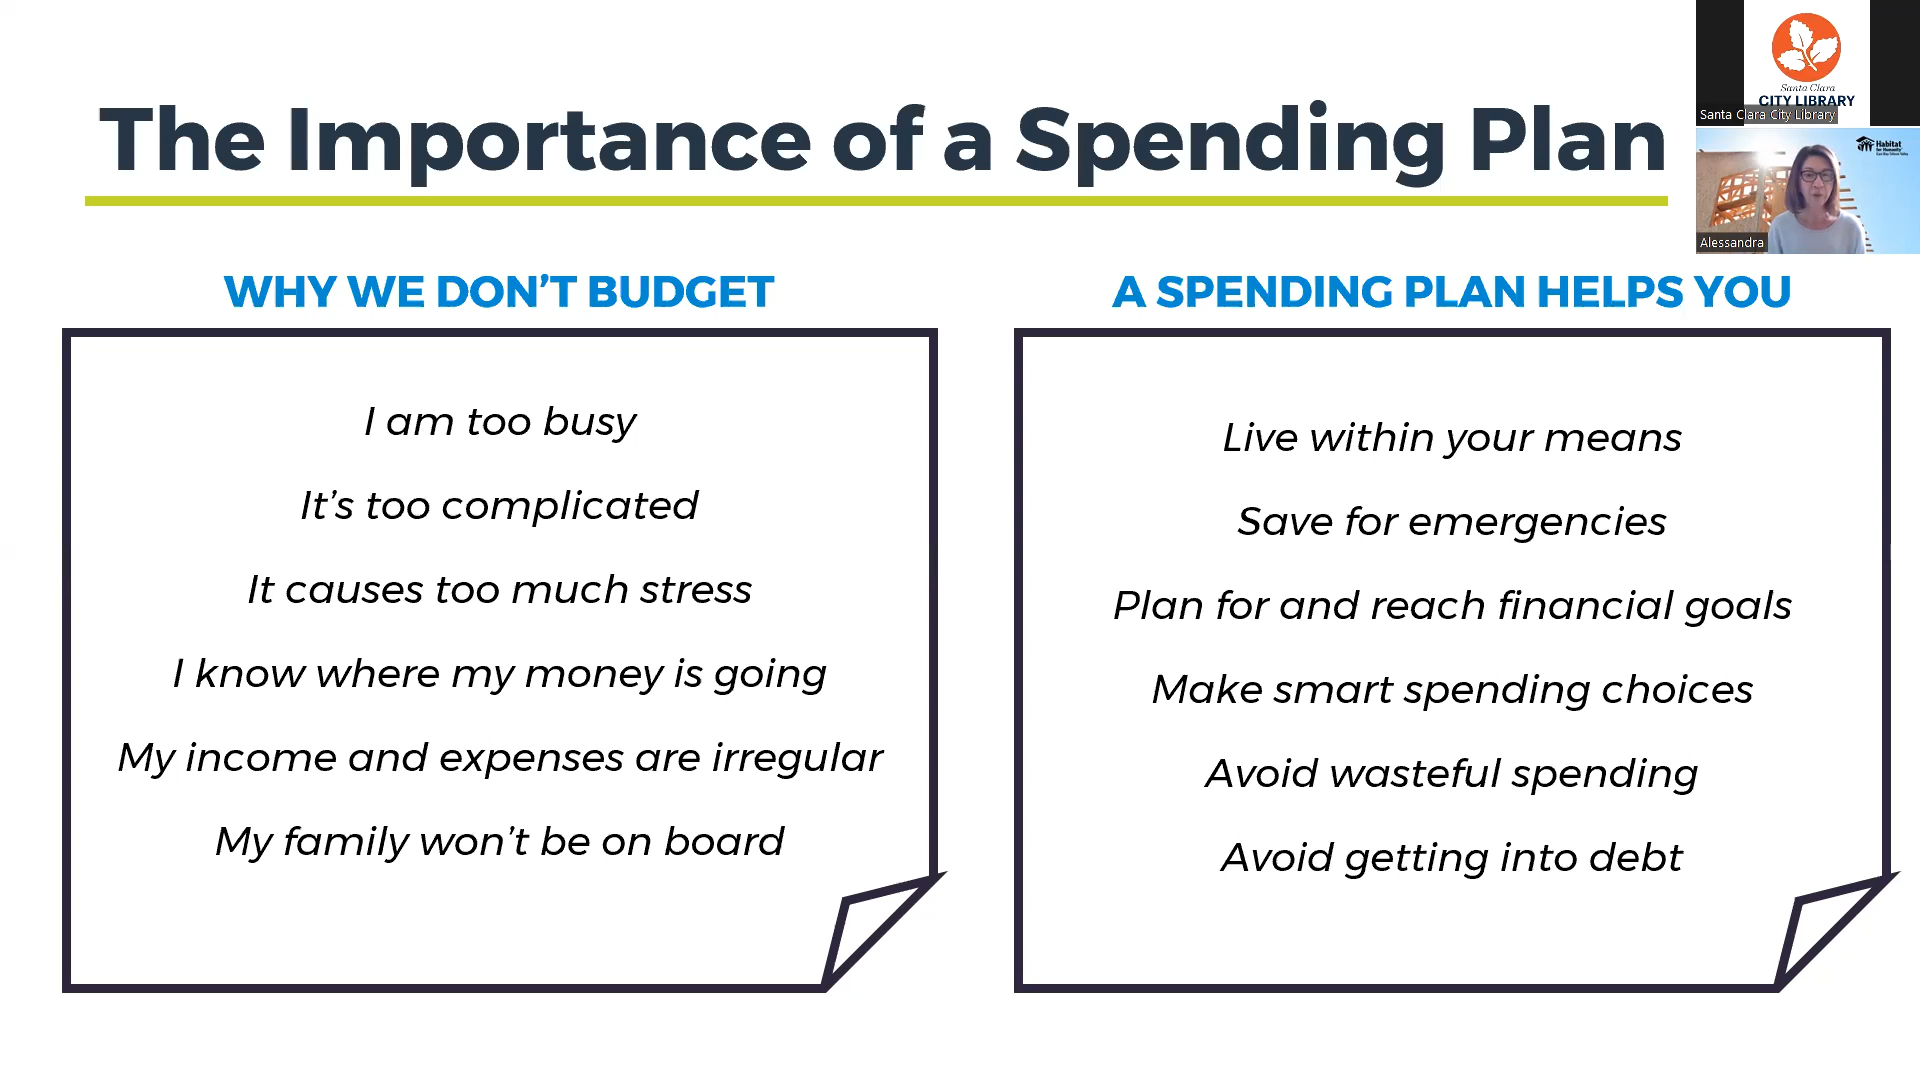 The Importance of a Spending Plan
Santa Clara
CITY LIBRARY
Santa Clara City Library
Habitat
for Humanity
Alessandra
WHY WE DON’T BUDGET
I am too busy
It’s too complicated
It causes too much stress
I know where my money is going
My income and expenses are irregular
My family won’t be on board
A SPENDING PLAN HELPS YOU
Live within your means
Save for emergencies
Plan for and reach financial goals
Make smart spending choices
Avoid wasteful spending
Avoid getting into debt